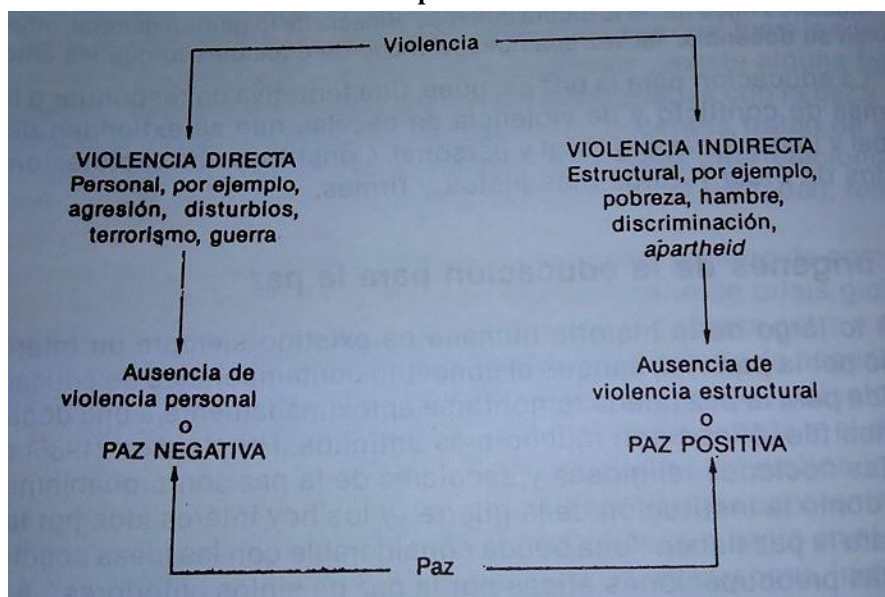 Violencia
VIOLENCIA DIRECTA
Personal, por ejemplo,
agresión, disturbios,
terrorismo, guerra
VIOLENCIA INDIRECTA
Estructural, por ejemplo,
pobreza, hambre,
discriminación,
apartheid
Ausencia de
violencia personal
o
PAZ NEGATIVA
Ausencia de
violencia estructural
o
PAZ POSITIVA
Paz